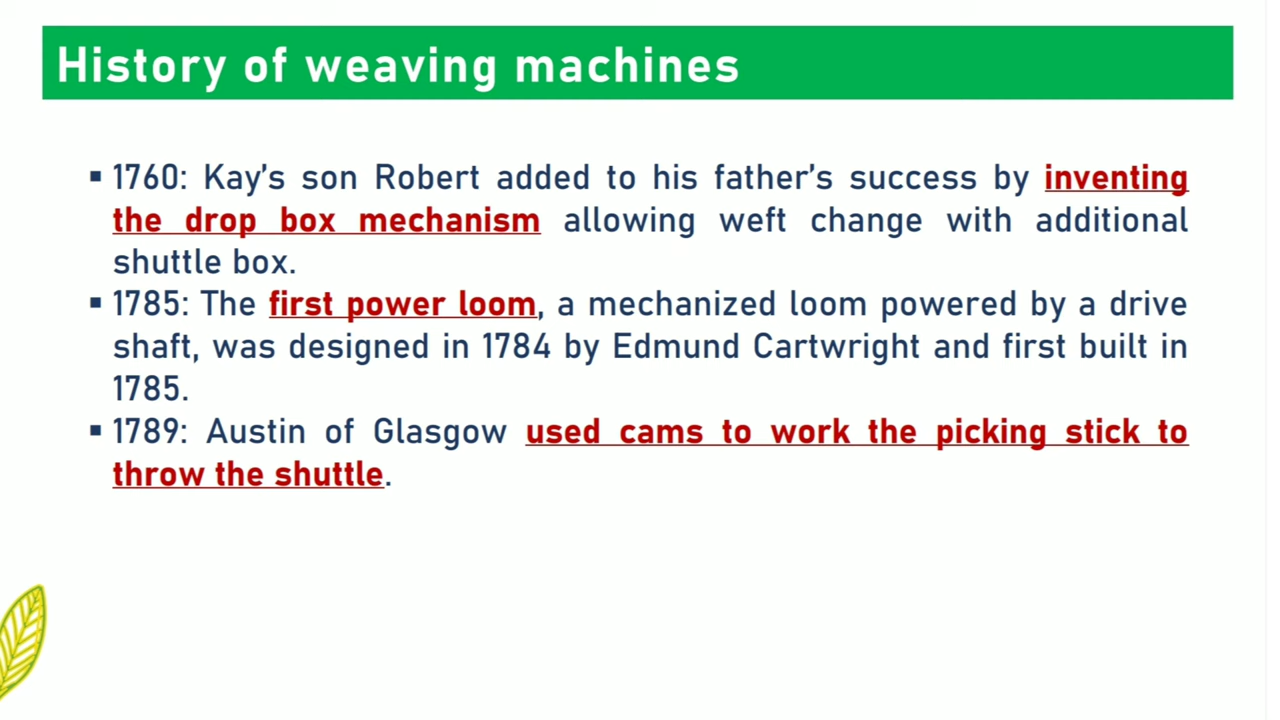 History of weaving machines
▪ 1760: Kay's son Robert added to his father's success by inventing
the drop box mechanism allowing weft change with additional
shuttle box.
▪ 1785: The first power loom, a mechanized loom powered by a drive
shaft, was designed in 1784 by Edmund Cartwright and first built in
1785.
▪ 1789: Austin of Glasgow used cams to work the picking stick to
throw the shuttle.